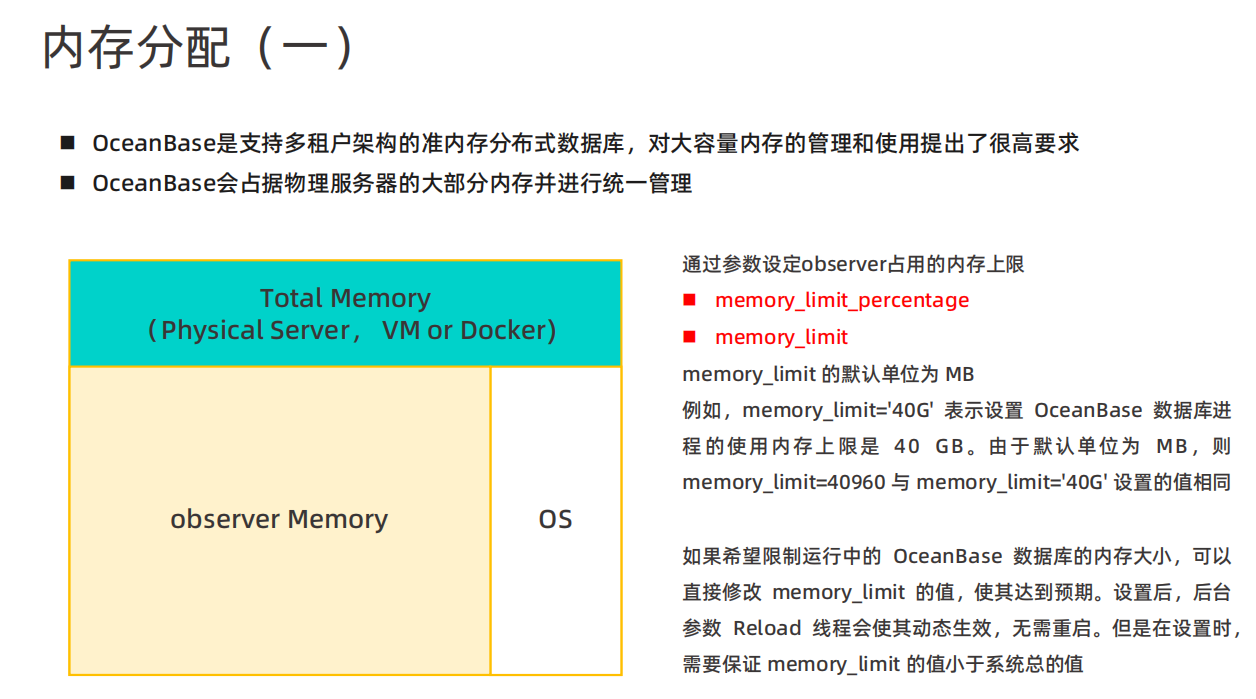 内存分配（一）
■ OceanBase是支持多租户架构的准内存分布式数据库，对大容量内存的管理和使用提出了很高要求
■ OceanBase会占据物理服务器的大部分内存并进行统一管理
Total Memory
（Physical Server， VM or Docker)
observer Memory
OS
通过参数设定observer占用的内存上限
■ memory_limit_percentage
■ memory_limit
memory_limit 的默认单位为 MB
例如，memory_limit='40G' 表示设置 OceanBase 数据库进
程的使用内存上限是 40 GB。由于默认单位为 MB，则
memory_limit=40960 与 memory_limit='40G' 设置的值相同
如果希望限制运行中的 OceanBase 数据库的内存大小，可以
直接修改 memory_limit 的值，使其达到预期。设置后，后台
参数 Reload 线程会使其动态生效，无需重启。但是在设置时，
需要保证 memory_limit 的值小于系统总的值